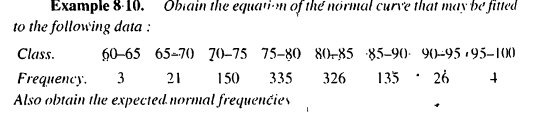 Example 8·10. Obtain the equation of the normal curve that may be fitted
to the following data :
Class. 60–65 65–70 70–75 75–80 80–85 85–90 90–95 95–100
Frequency. 3 21 150 335 326 135 26 4
Also obtain the expected normal frequencies